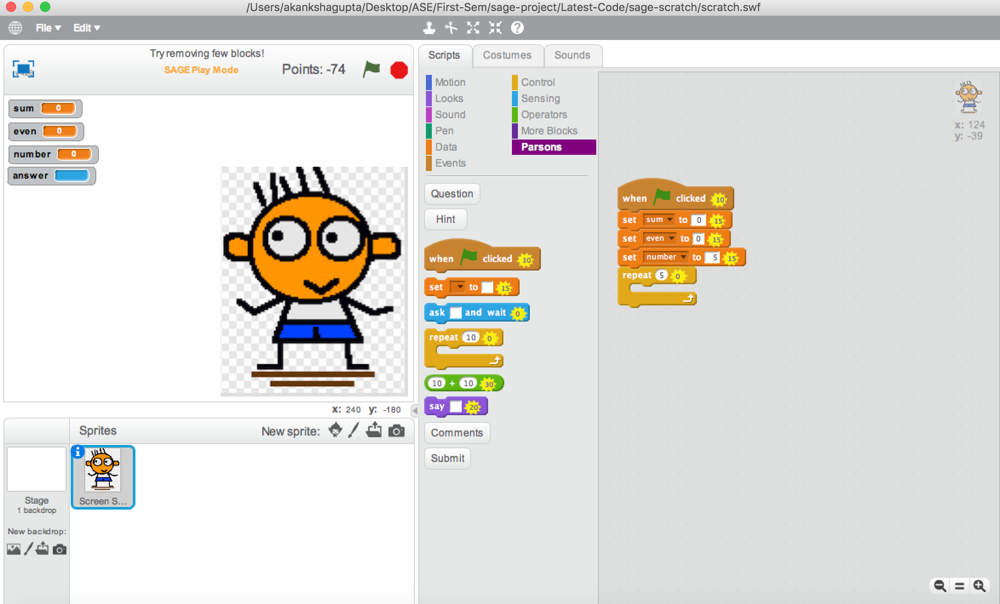 /Users/akankshagupta/Desktop/ASE/First-Sem/sage-project/Latest-Code/sage-scratch/scratch.swf
File ▼ Edit ▼
Try removing few blocks!
SAGE Play Mode
Points: -74
sum 0
even 0
number 0
answer
x: 240 y: -180
Sprites
New sprite:
Stage
1 backdrop
New backdrop:
Screen S...
Scripts
Costumes
Sounds
Motion
Looks
Sound
Pen
Data
Events
Control
Sensing
Operators
More Blocks
Parsons
Question
Hint
when clicked 10
set to 15
ask and wait 0
repeat 10 0
10 + 10 30
say 20
Comments
Submit
when clicked 10
set sum to 0 15
set even to 0 15
set number to 5 15
repeat 5 0
x: 124
y: -39